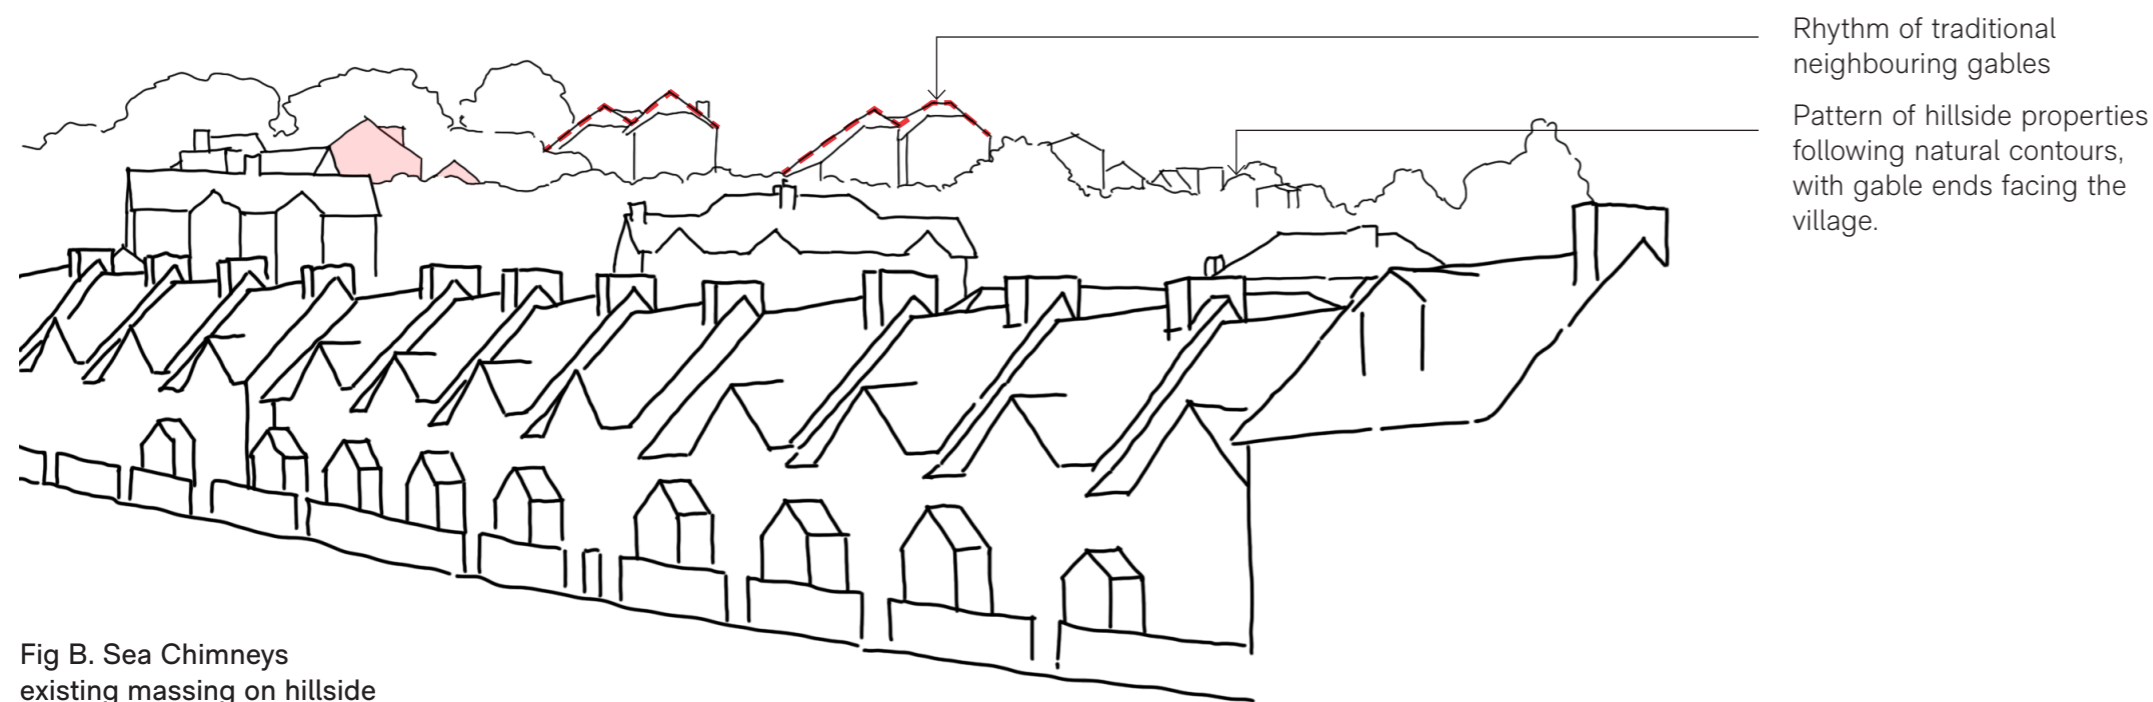 Rhythm of traditional
neighbouring gables
Pattern of hillside properties
following natural contours,
with gable ends facing the
village.
Fig B. Sea Chimneys
existing massing on hillside